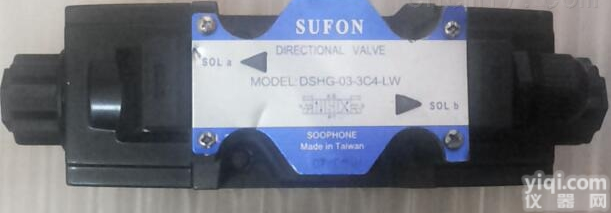 SUFON
DIRECTIONAL VALVE
SOL a
MODEL: DSHG-03-3C4-LW
SOL b
SOOPHONE
Made in Taiwan
yiqi.com
仪器网